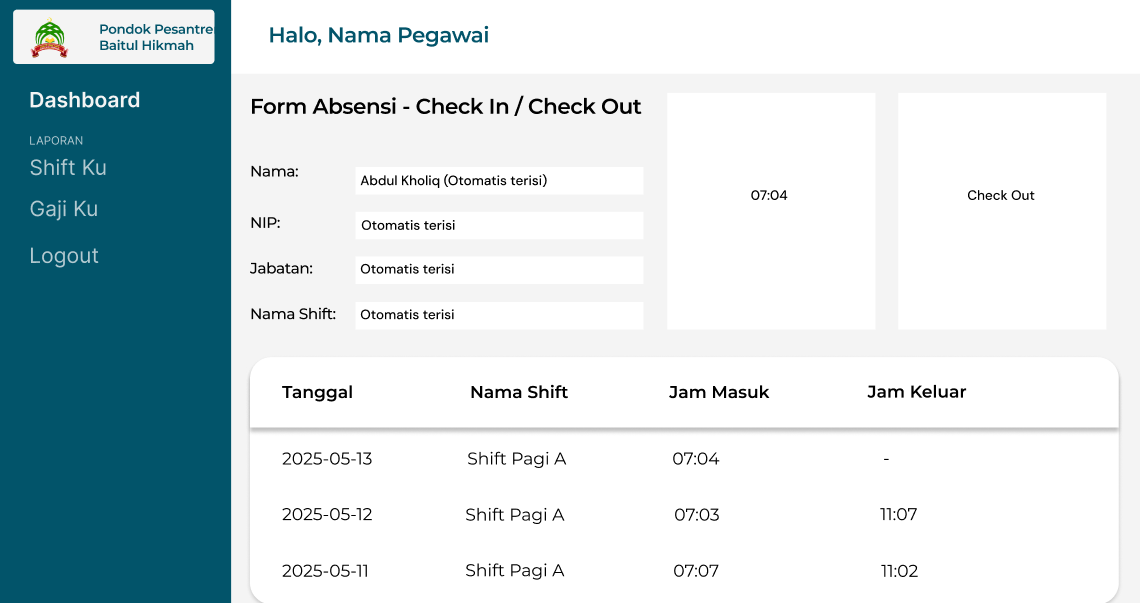 Pondok Pesantre
Baitul Hikmah
Dashboard
LAPORAN
Shift Ku
Gaji Ku
Logout
Halo, Nama Pegawai
Form Absensi - Check In / Check Out
Nama: Abdul Kholiq (Otomatis terisi)
NIP: Otomatis terisi
Jabatan: Otomatis terisi
Nama Shift: Otomatis terisi
07:04
Check Out
Tanggal Nama Shift Jam Masuk Jam Keluar
2025-05-13 Shift Pagi A 07:04 -
2025-05-12 Shift Pagi A 07:03 11:07
2025-05-11 Shift Pagi A 07:07 11:02